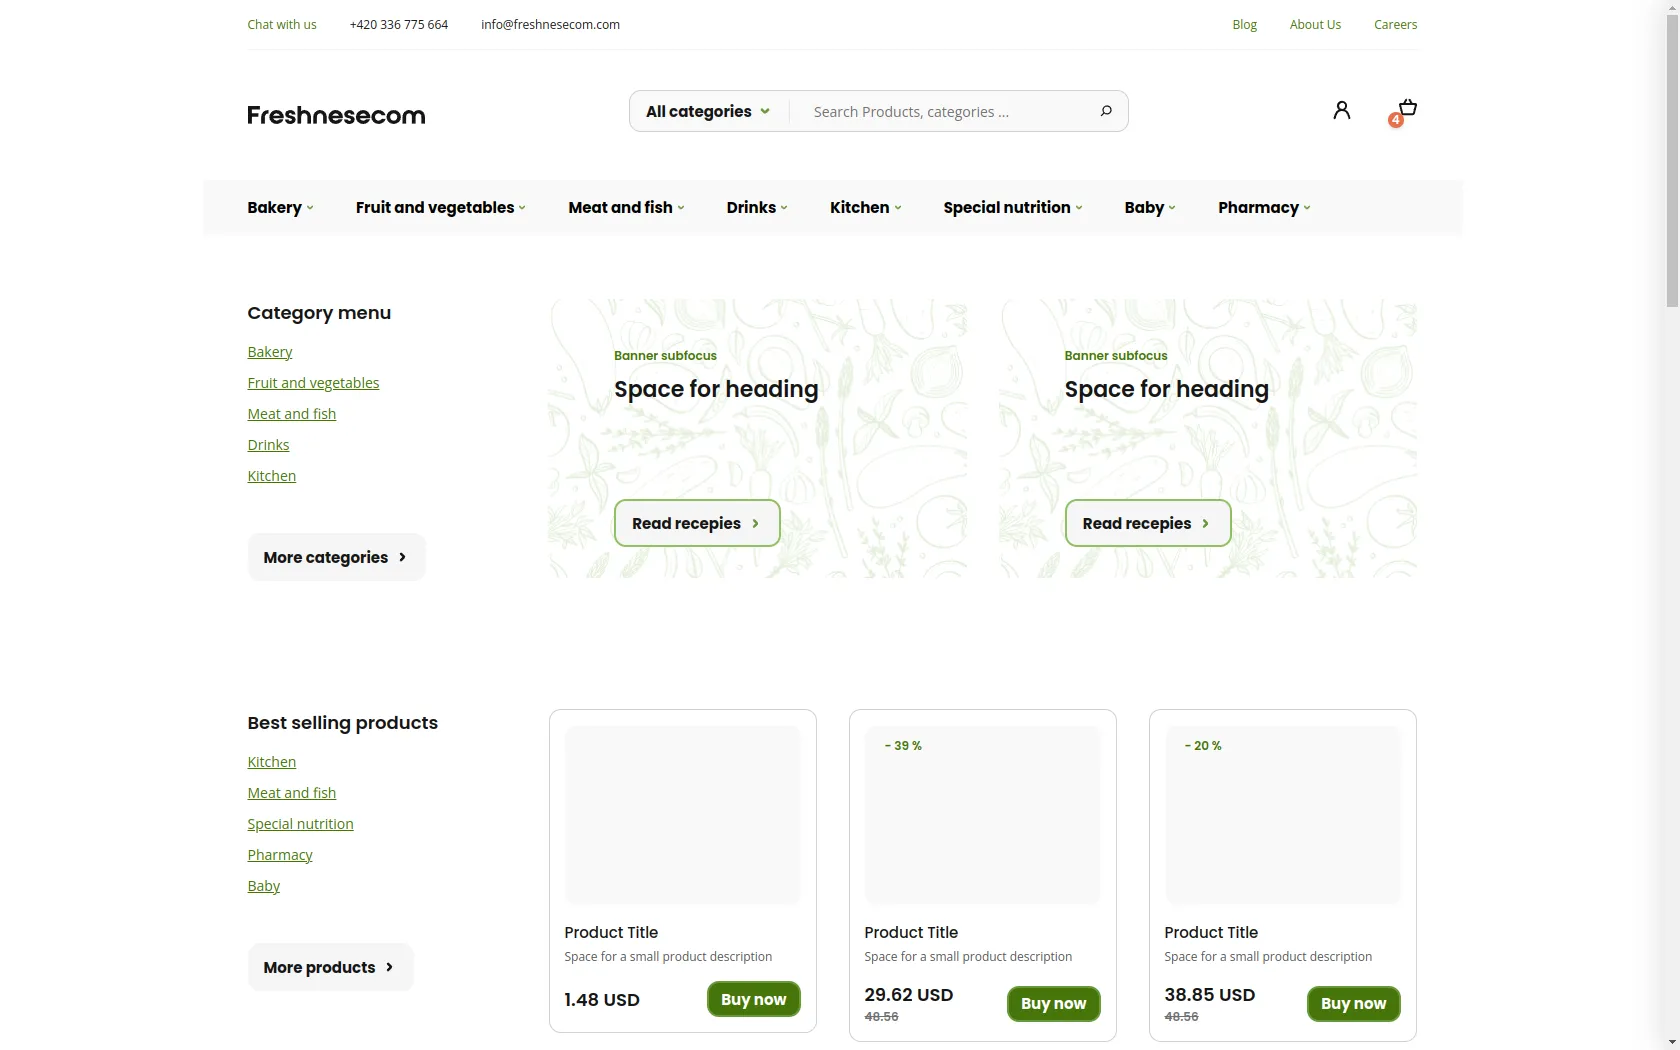 Chat with us +420 336 775 664 info@freshnesecom.com Blog About Us Careers
Freshnesecom All categories Search Products, categories ... 4
Bakery Fruit and vegetables Meat and fish Drinks Kitchen Special nutrition Baby Pharmacy
Category menu
Bakery
Fruit and vegetables
Meat and fish
Drinks
Kitchen
More categories
Banner subfocus
Space for heading
Read recepies
Banner subfocus
Space for heading
Read recepies
Best selling products
Kitchen
Meat and fish
Special nutrition
Pharmacy
Baby
More products
Product Title
Space for a small product description
1.48 USD Buy now
- 39 %
Product Title
Space for a small product description
29.62 USD
48.56
Buy now
- 20 %
Product Title
Space for a small product description
38.85 USD
48.56
Buy now